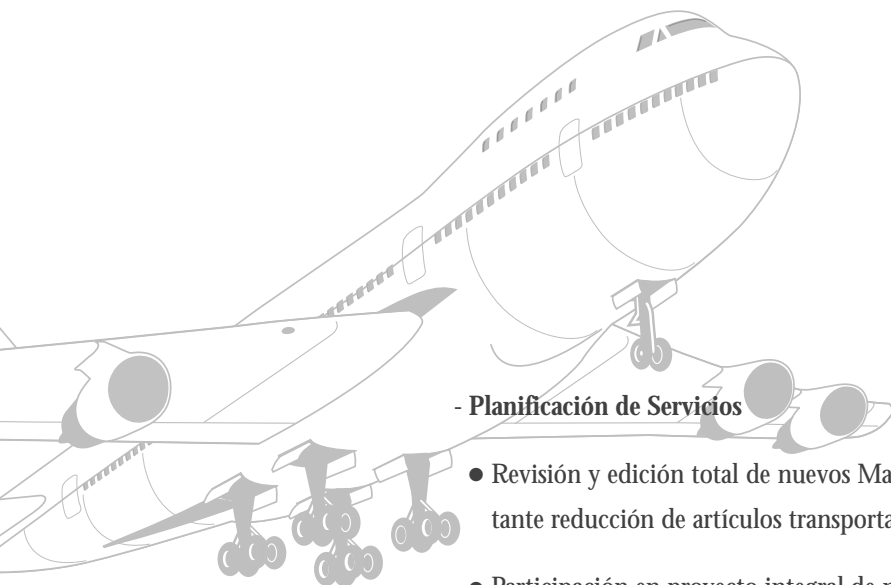 - Planificación de Servicios
● Revisión y edición total de nuevos Ma
tante reducción de artículos transporta
● Participación en proyecto integral de